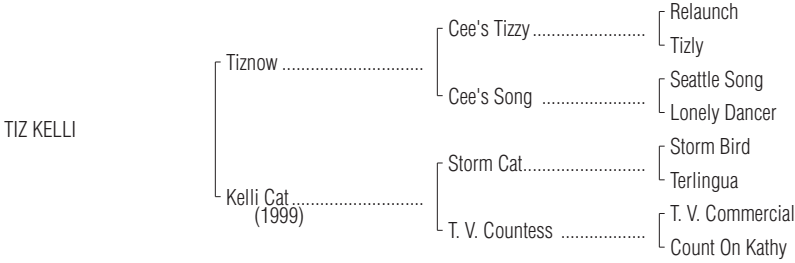 Relaunch
Cee's Tizzy........................
Tizly
Tiznow ..............................
Seattle Song
Cee's Song ......................
Lonely Dancer
TIZ KELLI
Storm Bird
Storm Cat..........................
Terlingua
Kelli Cat............................
(1999)
T. V. Commercial
T. V. Countess ..................
Count On Kathy